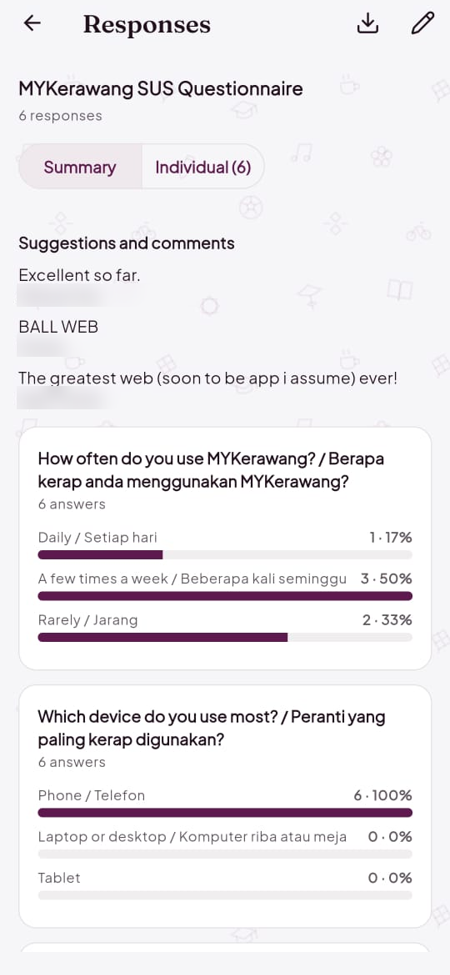 Responses
MYKerawang SUS Questionnaire
6 responses
Summary
Individual (6)
Suggestions and comments
Excellent so far.
BALL WEB
The greatest web (soon to be app i assume) ever!
How often do you use MYKerawang? / Berapa
kerap anda menggunakan MYKerawang?
6 answers
Daily / Setiap hari
1 · 17%
A few times a week / Beberapa kali seminggu
3 · 50%
Rarely / Jarang
2 · 33%
Which device do you use most? / Peranti yang
paling kerap digunakan?
6 answers
Phone / Telefon
6 · 100%
Laptop or desktop / Komputer riba atau meja
0 · 0%
Tablet
0 · 0%